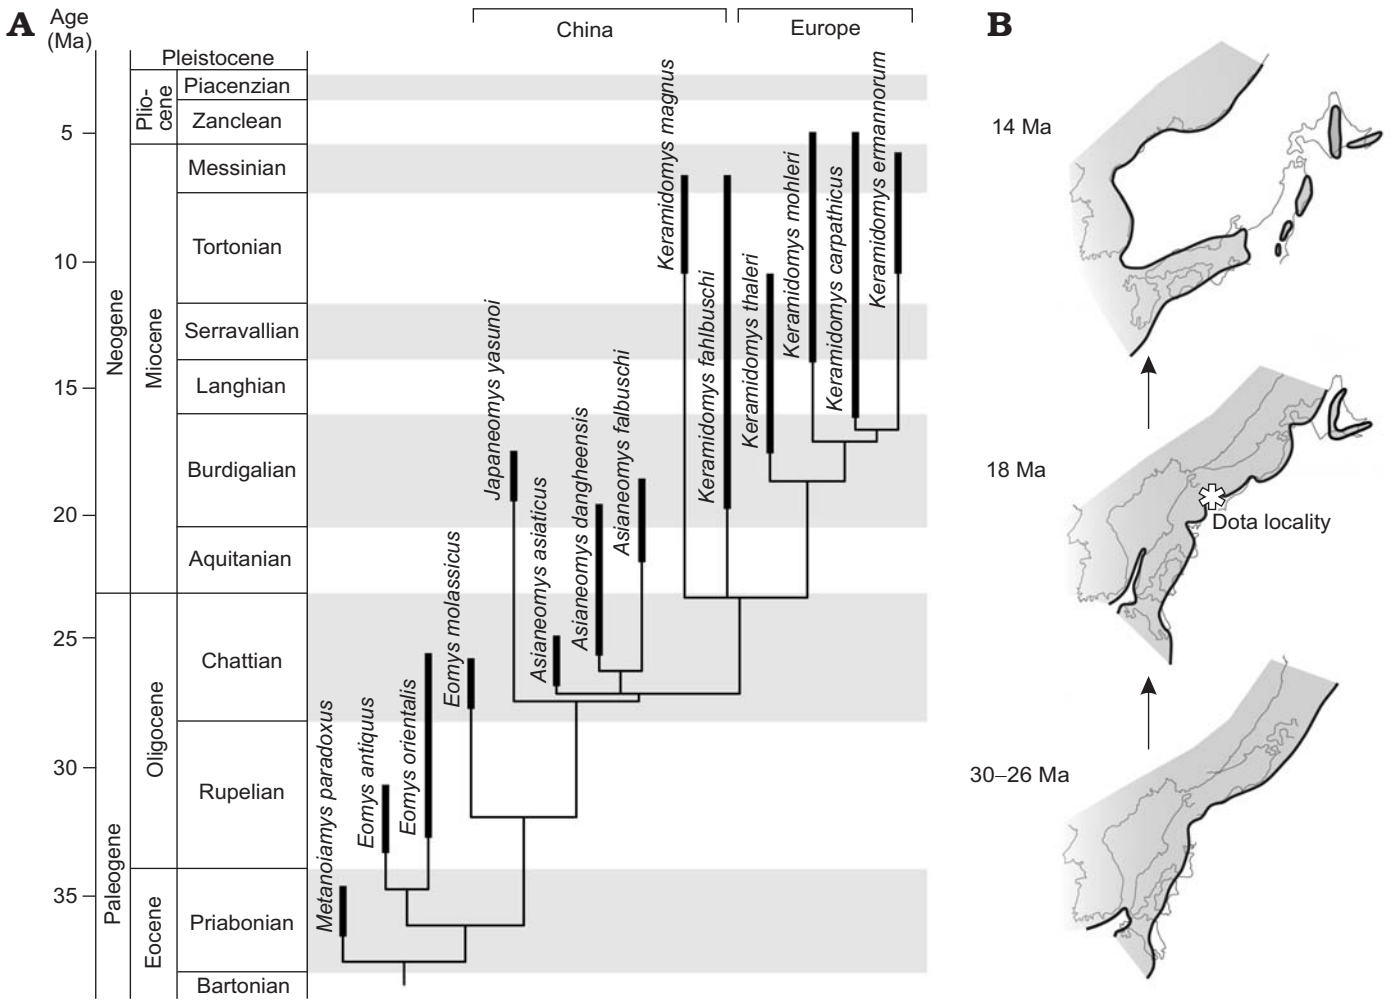 A
Age
(Ma)
China
Europe
B
Pleistocene
Piacenzian
Zanclean
Messinian
Tortonian
Serravallian
Langhian
Burdigalian
Aquitanian
Chattian
Rupelian
Priabonian
Bartonian
Plio-
cene
Miocene
Oligocene
Eocene
Neogene
Paleogene
5
10
15
20
25
30
35
Metanoiamys paradoxus
Eomys antiquus
Eomys orientalis
Eomys molassicus
Japaneomys yasunoi
Asianeomys asiaticus
Asianeomys dangheensis
Asianeomys falbuschi
Keramidomys magnus
Keramidomys fahlbuschi
Keramidomys thaleri
Keramidomys mohleri
Keramidomys carpathicus
Keramidomys ermannorum
14 Ma
18 Ma
Dota locality
30–26 Ma